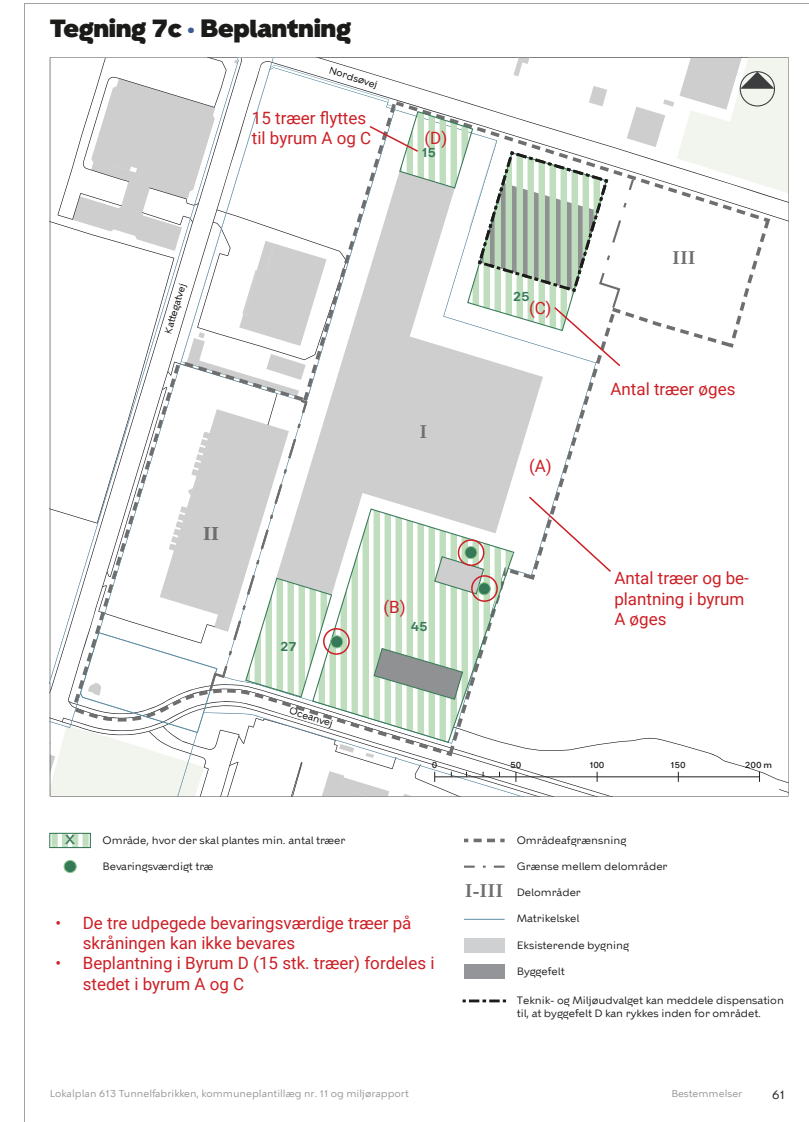 Tegning 7c • Beplantning
Nordsøvej
15 træer flyttes
til byrum A og C
(D)
15
III
Kattegatvej
25
(C)
Antal træer øges
I
(A)
II
Antal træer og be-
plantning i byrum
A øges
(B)
45
27
Oceanvej
0 50 100 150 200 m
X Område, hvor der skal plantes min. antal træer
Bevaringsværdigt træ
• De tre udpegede bevaringsværdige træer på
skråningen kan ikke bevares
• Beplantning i Byrum D (15 stk. træer) fordeles i
stedet i byrum A og C
Områdeafgrænsning
Grænse mellem delområder
I-III Delområder
Matrikelskel
Eksisterende bygning
Byggefelt
Teknik- og Miljøudvalget kan meddele dispensation
til, at byggefelt D kan rykkes inden for området.
Lokalplan 613 Tunnelfabrikken, kommuneplantillæg nr. 11 og miljørapport
Bestemmelser 61